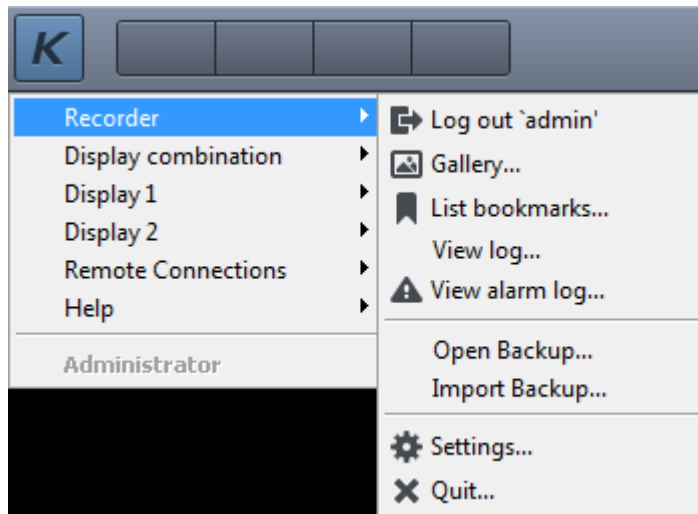 K
Recorder
Display combination
Display 1
Display 2
Remote Connections
Help
Administrator
Log out `admin'
Gallery...
List bookmarks...
View log...
View alarm log...
Open Backup...
Import Backup...
Settings...
Quit...